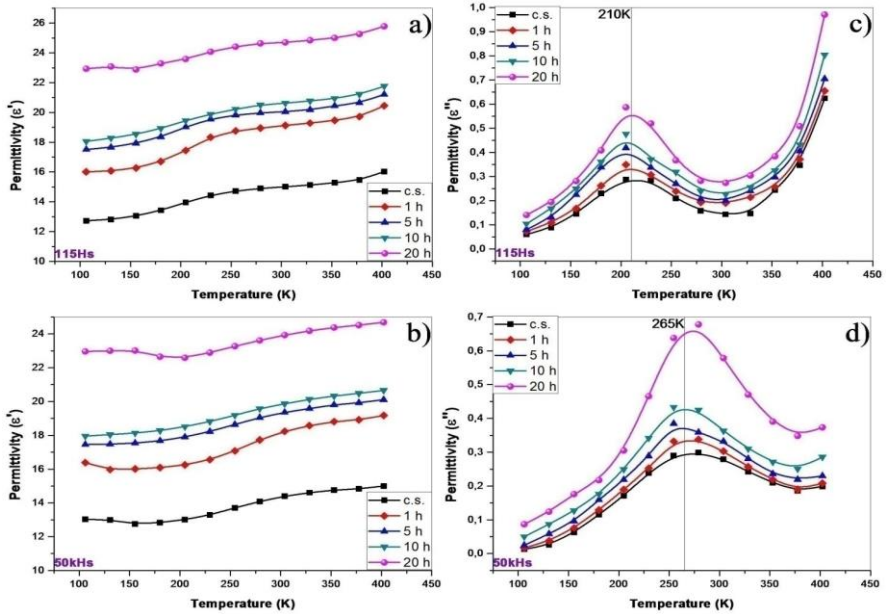 a)
Permittivity (ε')
26
24
22
20
18
16
14
12
10
c.s.
1 h
5 h
10 h
20 h
115Hs
50 100 150 200 250 300 350 400 450
Temperature (K)
c)
210K
Permittivity (ε'')
1,0
0,9
0,8
0,7
0,6
0,5
0,4
0,3
0,2
0,1
0,0
c.s.
1 h
5 h
10 h
20 h
115Hs
50 100 150 200 250 300 350 400 450
Temperature (K)
b)
Permittivity (ε')
24
22
20
18
16
14
12
10
c.s.
1 h
5 h
10 h
20 h
50kHs
50 100 150 200 250 300 350 400 450
Temperature (K)
d)
265K
Permittivity (ε'')
0,7
0,6
0,5
0,4
0,3
0,2
0,1
0,0
c.s.
1 h
5 h
10 h
20 h
50kHs
50 100 150 200 250 300 350 400 450
Temperature (K)